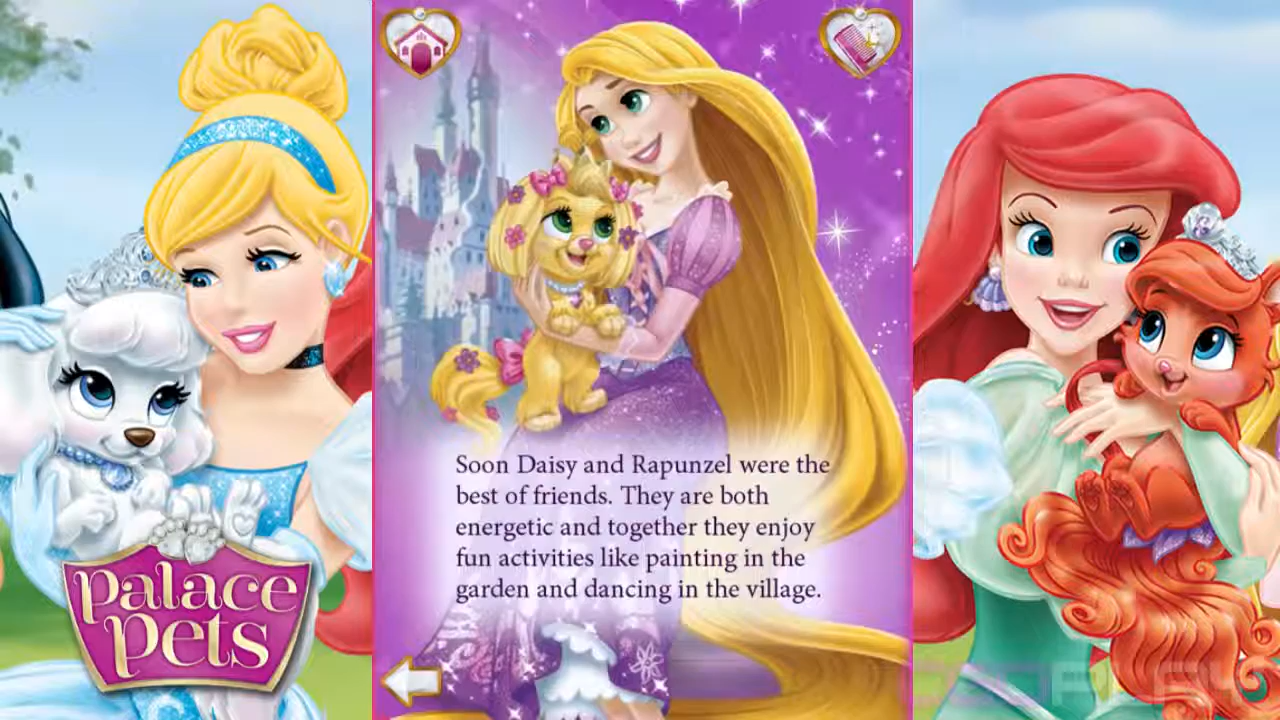 Soon Daisy and Rapunzel were the
best of friends. They are both
energetic and together they enjoy
fun activities like painting in the
garden and dancing in the village.
palace
pets